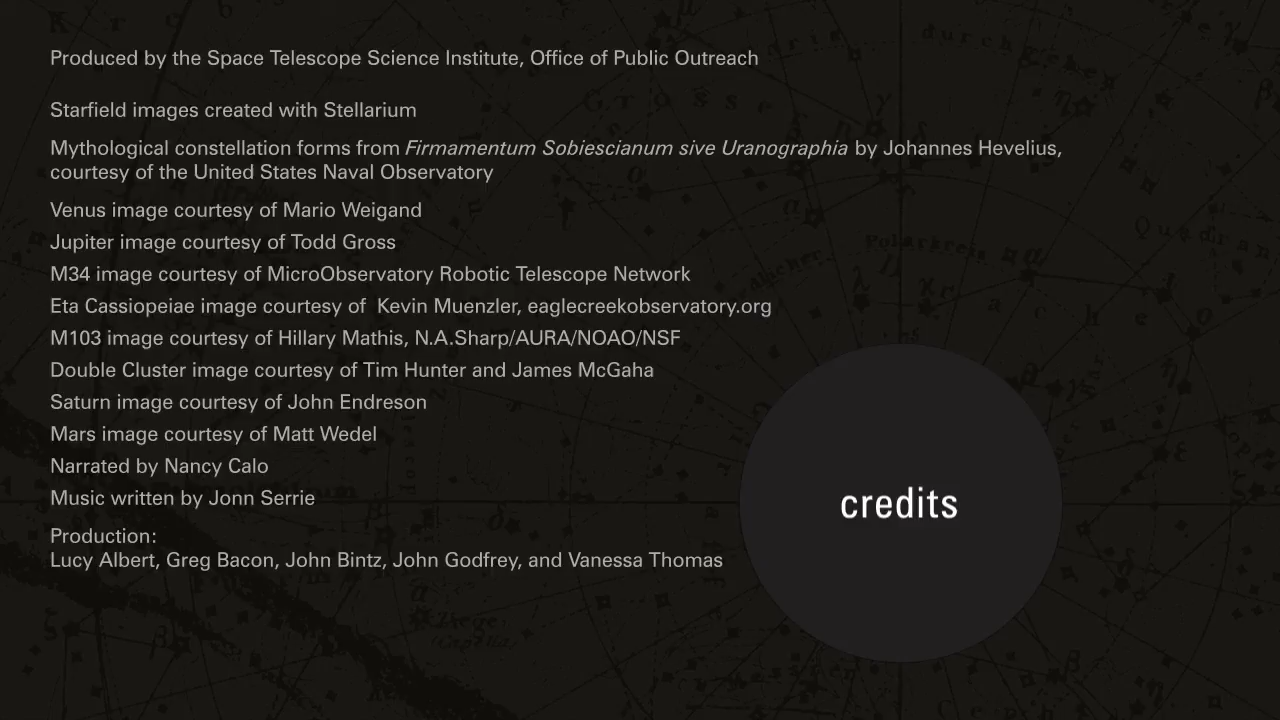 Produced by the Space Telescope Science Institute, Office of Public Outreach
Starfield images created with Stellarium
Mythological constellation forms from Firmamentum Sobiescianum sive Uranographia by Johannes Hevelius,
courtesy of the United States Naval Observatory
Venus image courtesy of Mario Weigand
Jupiter image courtesy of Todd Gross
M34 image courtesy of MicroObservatory Robotic Telescope Network
Eta Cassiopeiae image courtesy of Kevin Muenzler, eaglecreekobservatory.org
M103 image courtesy of Hillary Mathis, N.A.Sharp/AURA/NOAO/NSF
Double Cluster image courtesy of Tim Hunter and James McGaha
Saturn image courtesy of John Endreson
Mars image courtesy of Matt Wedel
Narrated by Nancy Calo
Music written by Jonn Serrie
Production:
Lucy Albert, Greg Bacon, John Bintz, John Godfrey, and Vanessa Thomas
credits
Grosse
durch
Polarstern